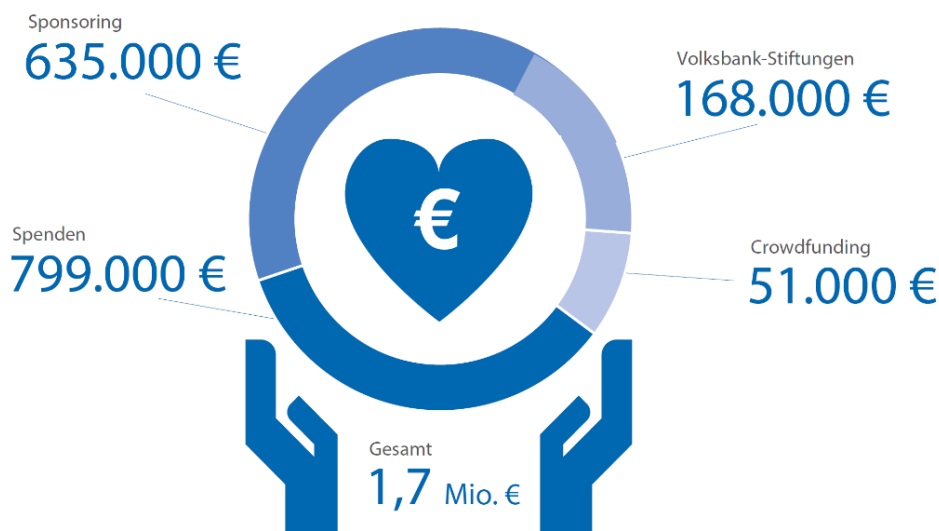 Sponsoring
635.000 €
Volksbank-Stiftungen
168.000 €
€
Spenden
799.000 €
Crowdfunding
51.000 €
Gesamt
1,7 Mio. €